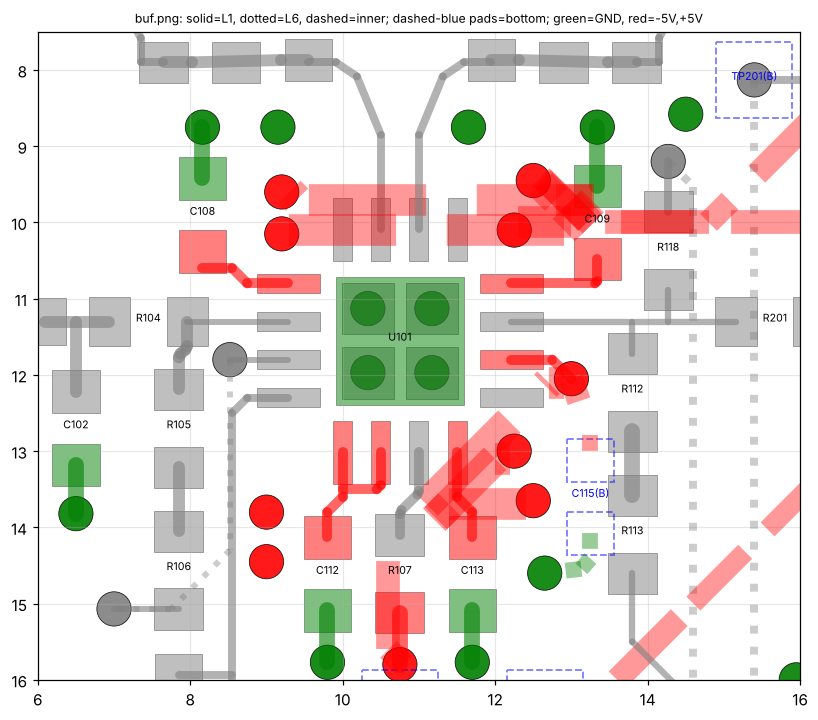 buf.png: solid=L1, dotted=L6, dashed=inner; dashed-blue pads=bottom; green=GND, red=-5V,+5V
8
TP201(B)
9
C108
C109
10
R118
11
R104
R201
U101
12
R112
C102
R105
13
C115(B)
14
R113
R106
C112
R107
C113
15
16
6
8
10
12
14
16